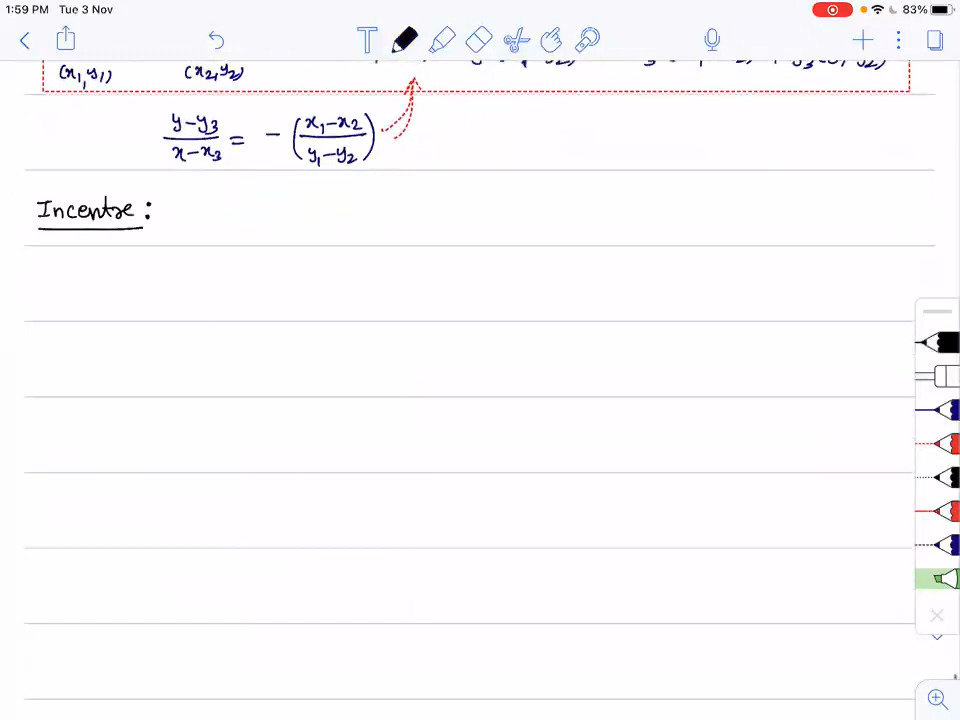 1:59 PM Tue 3 Nov 83%
T
(x₁,y₁) (x₂,y₂)
y-y₃/x-x₃ = -(x₁-x₂/y₁-y₂)
Incentre: